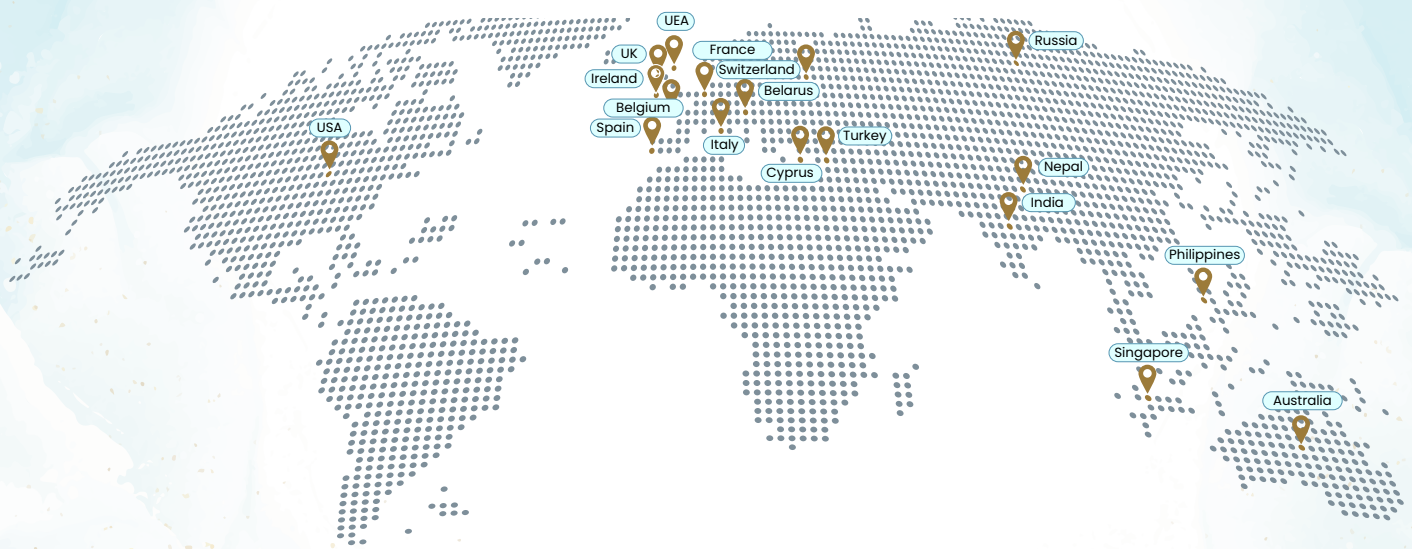 UEA
Russia
France
UK
Switzerland
Ireland
Belarus
Belgium
Spain
USA
Turkey
Italy
Nepal
Cyprus
India
Philippines
Singapore
Australia